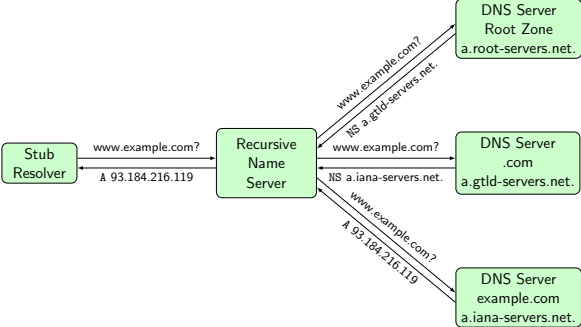 DNS Server
Root Zone
a.root-servers.net.
www.example.com?
NS a.gtld-servers.net.
Stub
Resolver
www.example.com?
A 93.184.216.119
Recursive
Name
Server
www.example.com?
NS a.iana-servers.net.
DNS Server
.com
a.gtld-servers.net.
www.example.com?
A 93.184.216.119
DNS Server
example.com
a.iana-servers.net.